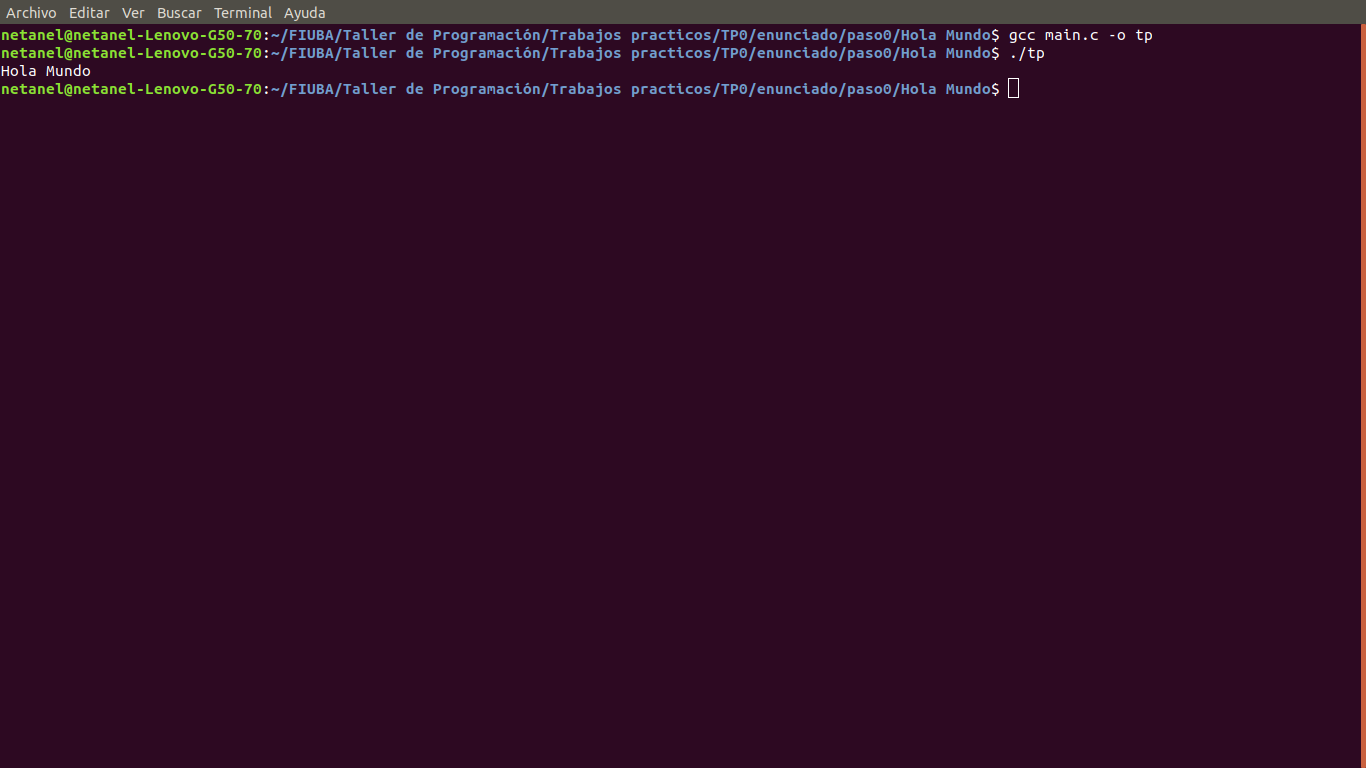 Archivo Editar Ver Buscar Terminal Ayuda
netanel@netanel-Lenovo-G50-70:~/FIUBA/Taller de Programación/Trabajos practicos/TP0/enunciado/paso0/Hola Mundo$ gcc main.c -o tp
netanel@netanel-Lenovo-G50-70:~/FIUBA/Taller de Programación/Trabajos practicos/TP0/enunciado/paso0/Hola Mundo$ ./tp
Hola Mundo
netanel@netanel-Lenovo-G50-70:~/FIUBA/Taller de Programación/Trabajos practicos/TP0/enunciado/paso0/Hola Mundo$